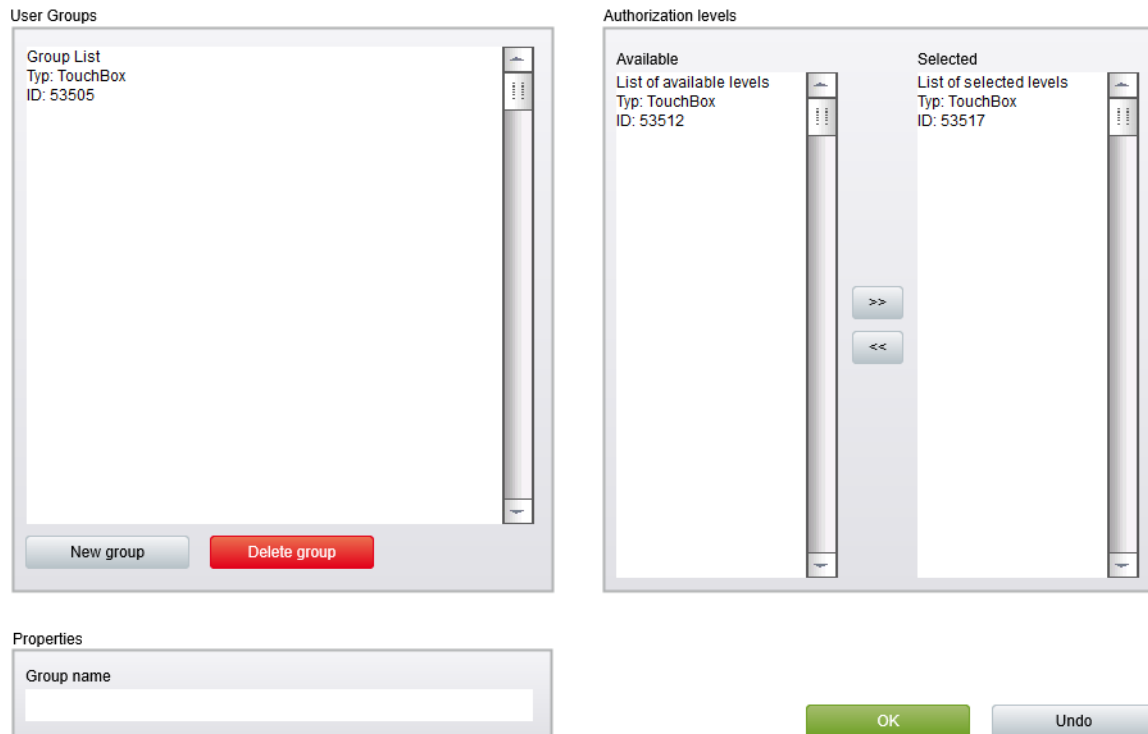 User Groups
Group List
Typ: TouchBox
ID: 53505
New group
Delete group
Authorization levels
Available
List of available levels
Typ: TouchBox
ID: 53512
>>
<<
Selected
List of selected levels
Typ: TouchBox
ID: 53517
Properties
Group name
OK
Undo